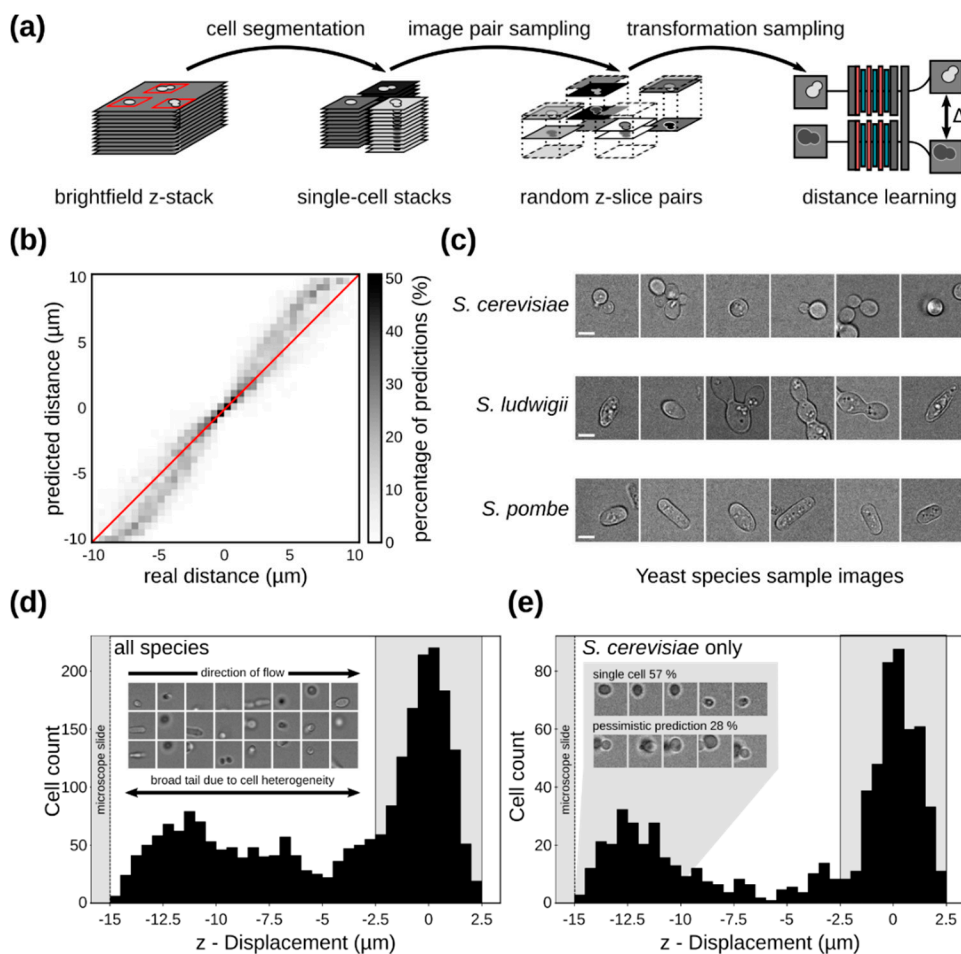 (a)
cell segmentation
image pair sampling
transformation sampling
Δ
brightfield z-stack
single-cell stacks
random z-slice pairs
distance learning
(b)
predicted distance (µm)
10
5
0
-5
-10
-10
-5
0
5
10
real distance (µm)
50
40
30
20
10
0
percentage of predictions (%)
(c)
S. cerevisiae
S. ludwigii
S. pombe
Yeast species sample images
(d)
all species
direction of flow
broad tail due to cell heterogeneity
microscope slide
Cell count
200
150
100
50
0
-15
-12.5
-10
-7.5
-5
-2.5
0
2.5
z - Displacement (µm)
(e)
S. cerevisiae only
single cell 57 %
pessimistic prediction 28 %
microscope slide
Cell count
80
60
40
20
0
-15
-12.5
-10
-7.5
-5
-2.5
0
2.5
z - Displacement (µm)